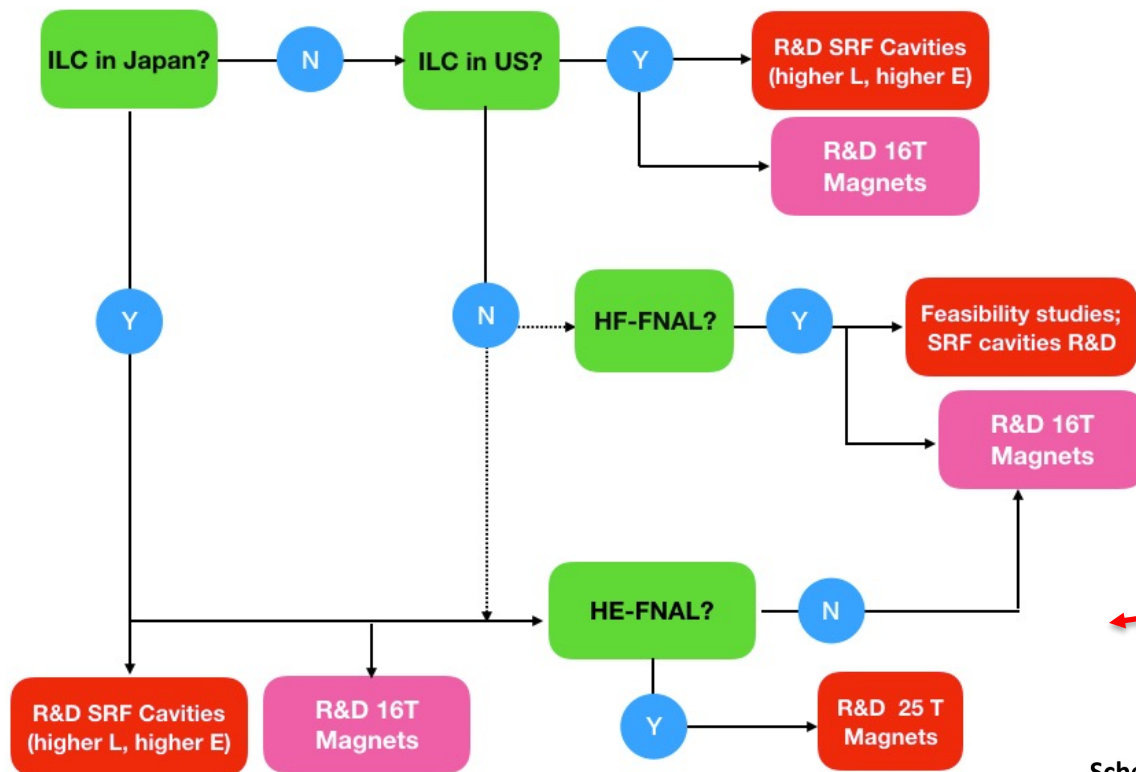 ILC in Japan?
N
ILC in US?
Y
R&D SRF Cavities
(higher L, higher E)
R&D 16T
Magnets
Y
N
HF-FNAL?
Y
Feasibility studies;
SRF cavities R&D
R&D 16T
Magnets
HE-FNAL?
N
R&D SRF Cavities
(higher L, higher E)
R&D 16T
Magnets
Y
R&D  25 T
Magnets